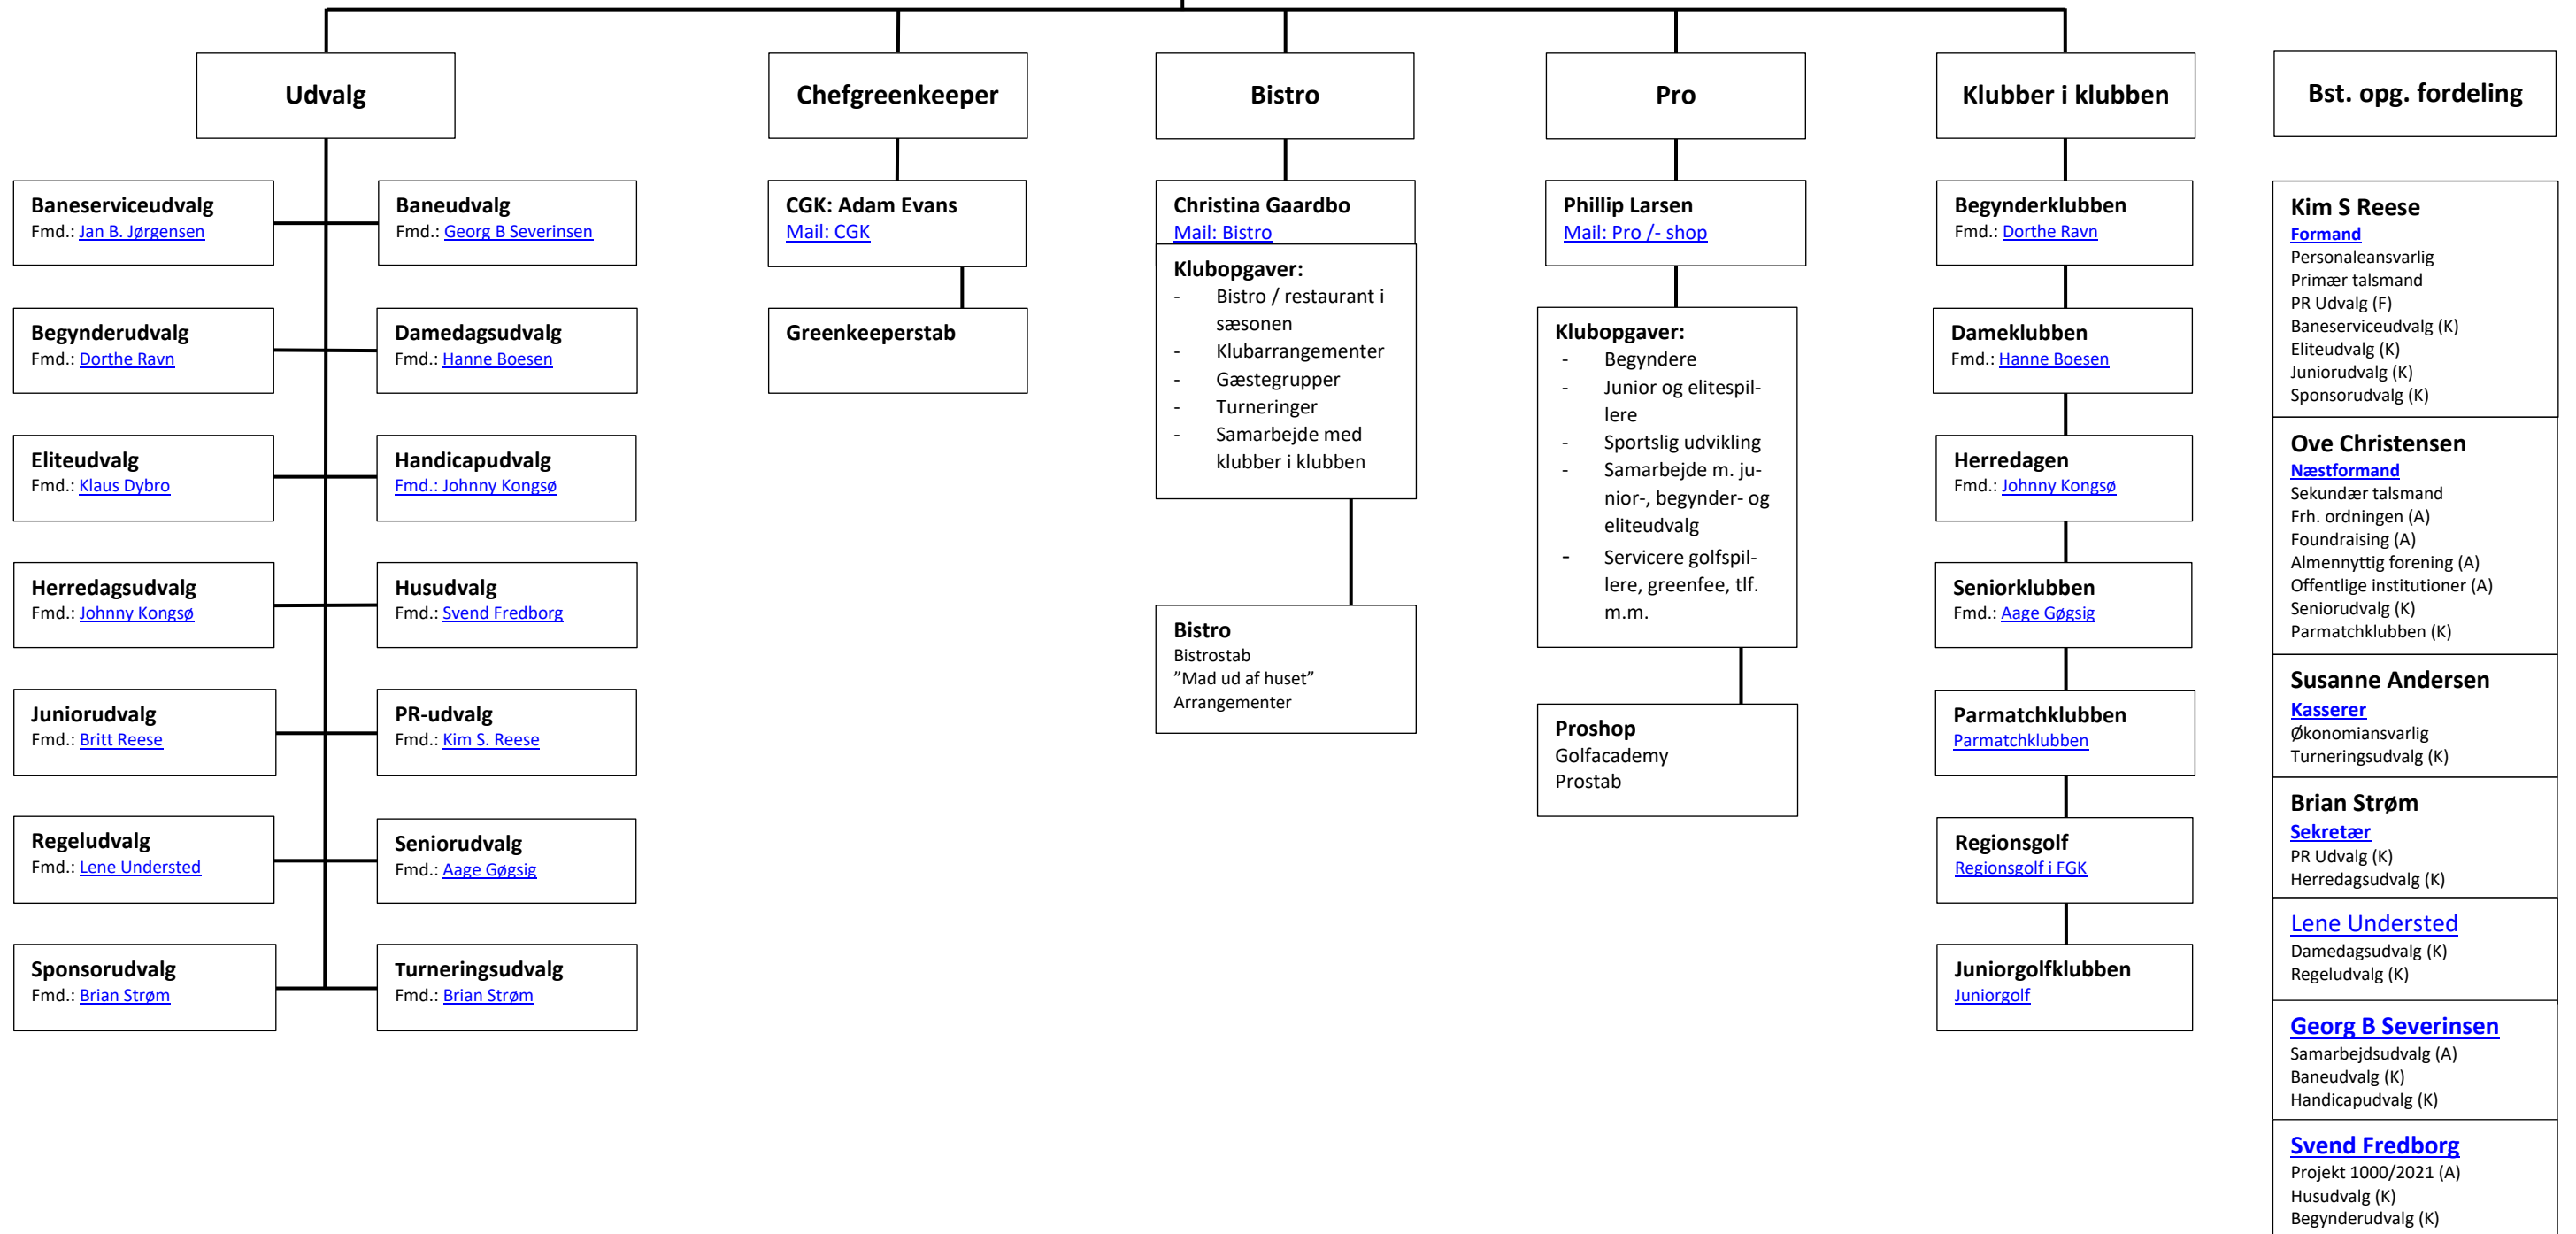 Udvalg
Baneserviceudvalg
Fmd.: Jan B. Jørgensen
Baneudvalg
Fmd.: Georg B Severinsen
Begynderudvalg
Fmd.: Dorthe Ravn
Damedagsudvalg
Fmd.: Hanne Boesen
Eliteudvalg
Fmd.: Klaus Dybro
Handicapudvalg
Fmd.: Johnny Kongsø
Herredagsudvalg
Fmd.: Johnny Kongsø
Husudvalg
Fmd.: Svend Fredborg
Juniorudvalg
Fmd.: Britt Reese
PR-udvalg
Fmd.: Kim S. Reese
Regeludvalg
Fmd.: Lene Understed
Seniorudvalg
Fmd.: Aage Gøgsig
Sponsorudvalg
Fmd.: Brian Strøm
Turneringsudvalg
Fmd.: Brian Strøm
Chefgreenkeeper
CGK: Adam Evans
Mail: CGK
Greenkeeperstab
Bistro
Christina Gaardbo
Mail: Bistro
Klubopgaver:
- Bistro / restaurant i
sæsonen
- Klubarrangementer
- Gæstegrupper
- Turneringer
- Samarbejde med
klubber i klubben
Bistro
Bistrostab
”Mad ud af huset”
Arrangementer
Pro
Phillip Larsen
Mail: Pro /- shop
Klubopgaver:
- Begyndere
- Junior og elitespil-
lere
- Sportslig udvikling
- Samarbejde m. ju-
nior-, begynder- og
eliteudvalg
- Servicere golfspil-
lere, greenfee, tlf.
m.m.
Proshop
Golfacademy
Prostab
Klubber i klubben
Begynderklubben
Fmd.: Dorthe Ravn
Dameklubben
Fmd.: Hanne Boesen
Herredagen
Fmd.: Johnny Kongsø
Seniorklubben
Fmd.: Aage Gøgsig
Parmatchklubben
Parmatchklubben
Regionsgolf
Regionsgolf i FGK
Juniorgolfklubben
Juniorgolf
Bst. opg. fordeling
Kim S Reese
Formand
Personaleansvarlig
Primær talsmand
PR Udvalg (F)
Baneserviceudvalg (K)
Eliteudvalg (K)
Juniorudvalg (K)
Sponsorudvalg (K)
Ove Christensen
Næstformand
Sekundær talsmand
Frh. ordningen (A)
Foundraising (A)
Almennyttig forening (A)
Offentlige institutioner (A)
Seniorudvalg (K)
Parmatchklubben (K)
Susanne Andersen
Kasserer
Økonomiansvarlig
Turneringsudvalg (K)
Brian Strøm
Sekretær
PR Udvalg (K)
Herredagsudvalg (K)
Lene Understed
Damedagsudvalg (K)
Regeludvalg (K)
Georg B Severinsen
Samarbejdsudvalg (A)
Baneudvalg (K)
Handicapudvalg (K)
Svend Fredborg
Projekt 1000/2021 (A)
Husudvalg (K)
Begynderudvalg (K)